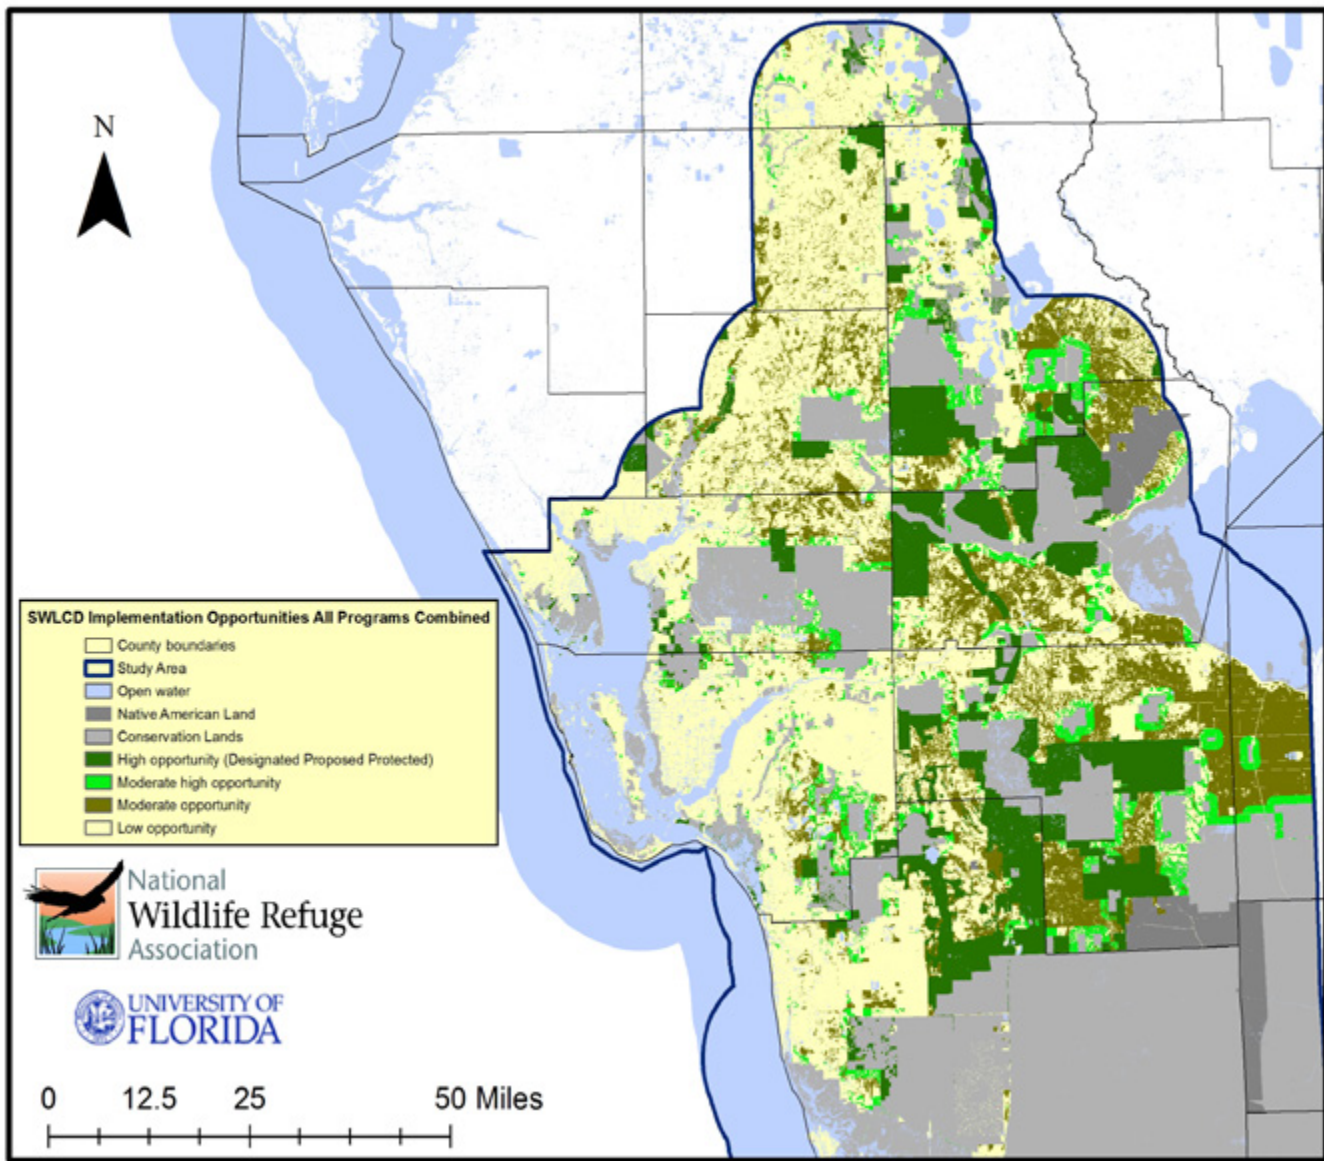 N
SWLCD Implementation Opportunities All Programs Combined
County boundaries
Study Area
Open water
Native American Land
Conservation Lands
High opportunity (Designated Proposed Protected)
Moderate high opportunity
Moderate opportunity
Low opportunity
National
Wildlife Refuge
Association
UNIVERSITY OF
FLORIDA
0 12.5 25 50 Miles